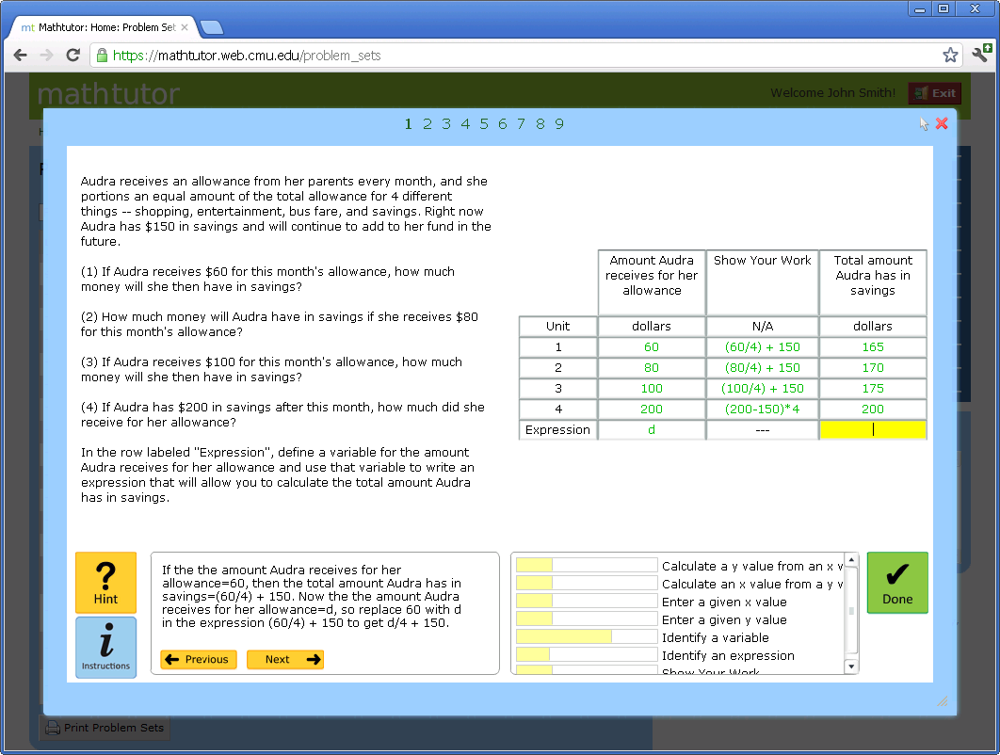 mt Mathtutor: Home: Problem Set
https://mathtutor.web.cmu.edu/problem_sets
mathtutor
Welcome John Smith!
Exit
1 2 3 4 5 6 7 8 9
Audra receives an allowance from her parents every month, and she
portions an equal amount of the total allowance for 4 different
things -- shopping, entertainment, bus fare, and savings. Right now
Audra has $150 in savings and will continue to add to her fund in the
future.
(1) If Audra receives $60 for this month's allowance, how much
money will she then have in savings?
(2) How much money will Audra have in savings if she receives $80
for this month's allowance?
(3) If Audra receives $100 for this month's allowance, how much
money will she then have in savings?
(4) If Audra has $200 in savings after this month, how much did she
receive for her allowance?
In the row labeled "Expression", define a variable for the amount
Audra receives for her allowance and use that variable to write an
expression that will allow you to calculate the total amount Audra
has in savings.
Amount Audra
receives for her
allowance
Show Your Work
Total amount
Audra has in
savings
Unit dollars N/A dollars
1 60 (60/4) + 150 165
2 80 (80/4) + 150 170
3 100 (100/4) + 150 175
4 200 (200-150)*4 200
Expression d ---
Hint
Instructions
If the the amount Audra receives for her
allowance=60, then the total amount Audra has in
savings=(60/4) + 150. Now the the amount Audra
receives for her allowance=d, so replace 60 with d
in the expression (60/4) + 150 to get d/4 + 150.
Previous
Next
Calculate a y value from an x v
Calculate an x value from a y v
Enter a given x value
Enter a given y value
Identify a variable
Identify an expression
Show Your Work
Done
Print Problem Sets